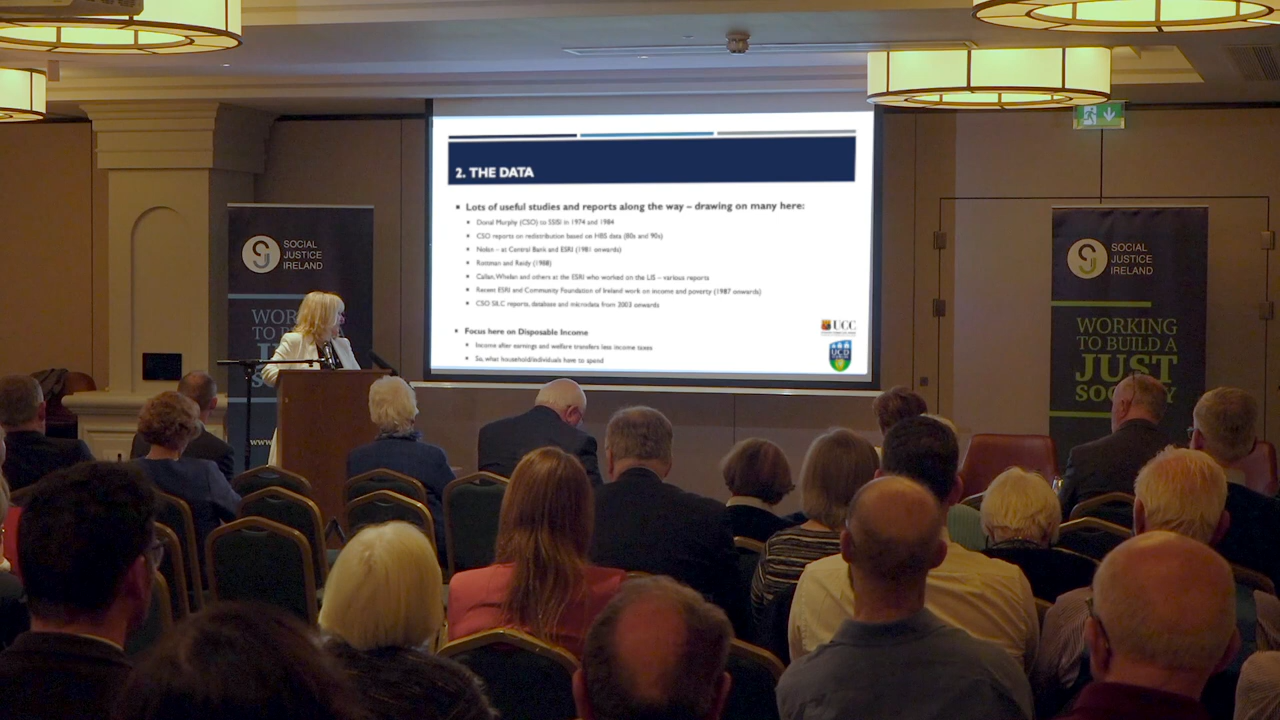 2. THE DATA
Lots of useful studies and reports along the way – drawing on many here:
Donal Murphy (CSO) to SSISI in 1974 and 1984
CSO reports on redistribution based on HBS data (80s and 90s)
Nolan – at Central Bank and ESRI (1981 onwards)
Rottman and Reidy (1988)
Callan, Whelan and others at the ESRI who worked on the LIS – various reports
Recent ESRI and Community Foundation of Ireland work on income and poverty (1987 onwards)
CSO SILC reports, database and microdata from 2003 onwards
Focus here on Disposable Income
Income after earnings and welfare transfers less income taxes
So, what household/individuals have to spend
UCC
UCD
SOCIAL
JUSTICE
IRELAND
WOR
TO B
www
SOCIAL
JUSTICE
IRELAND
WORKING
TO BUILD A
JUST
SO Y